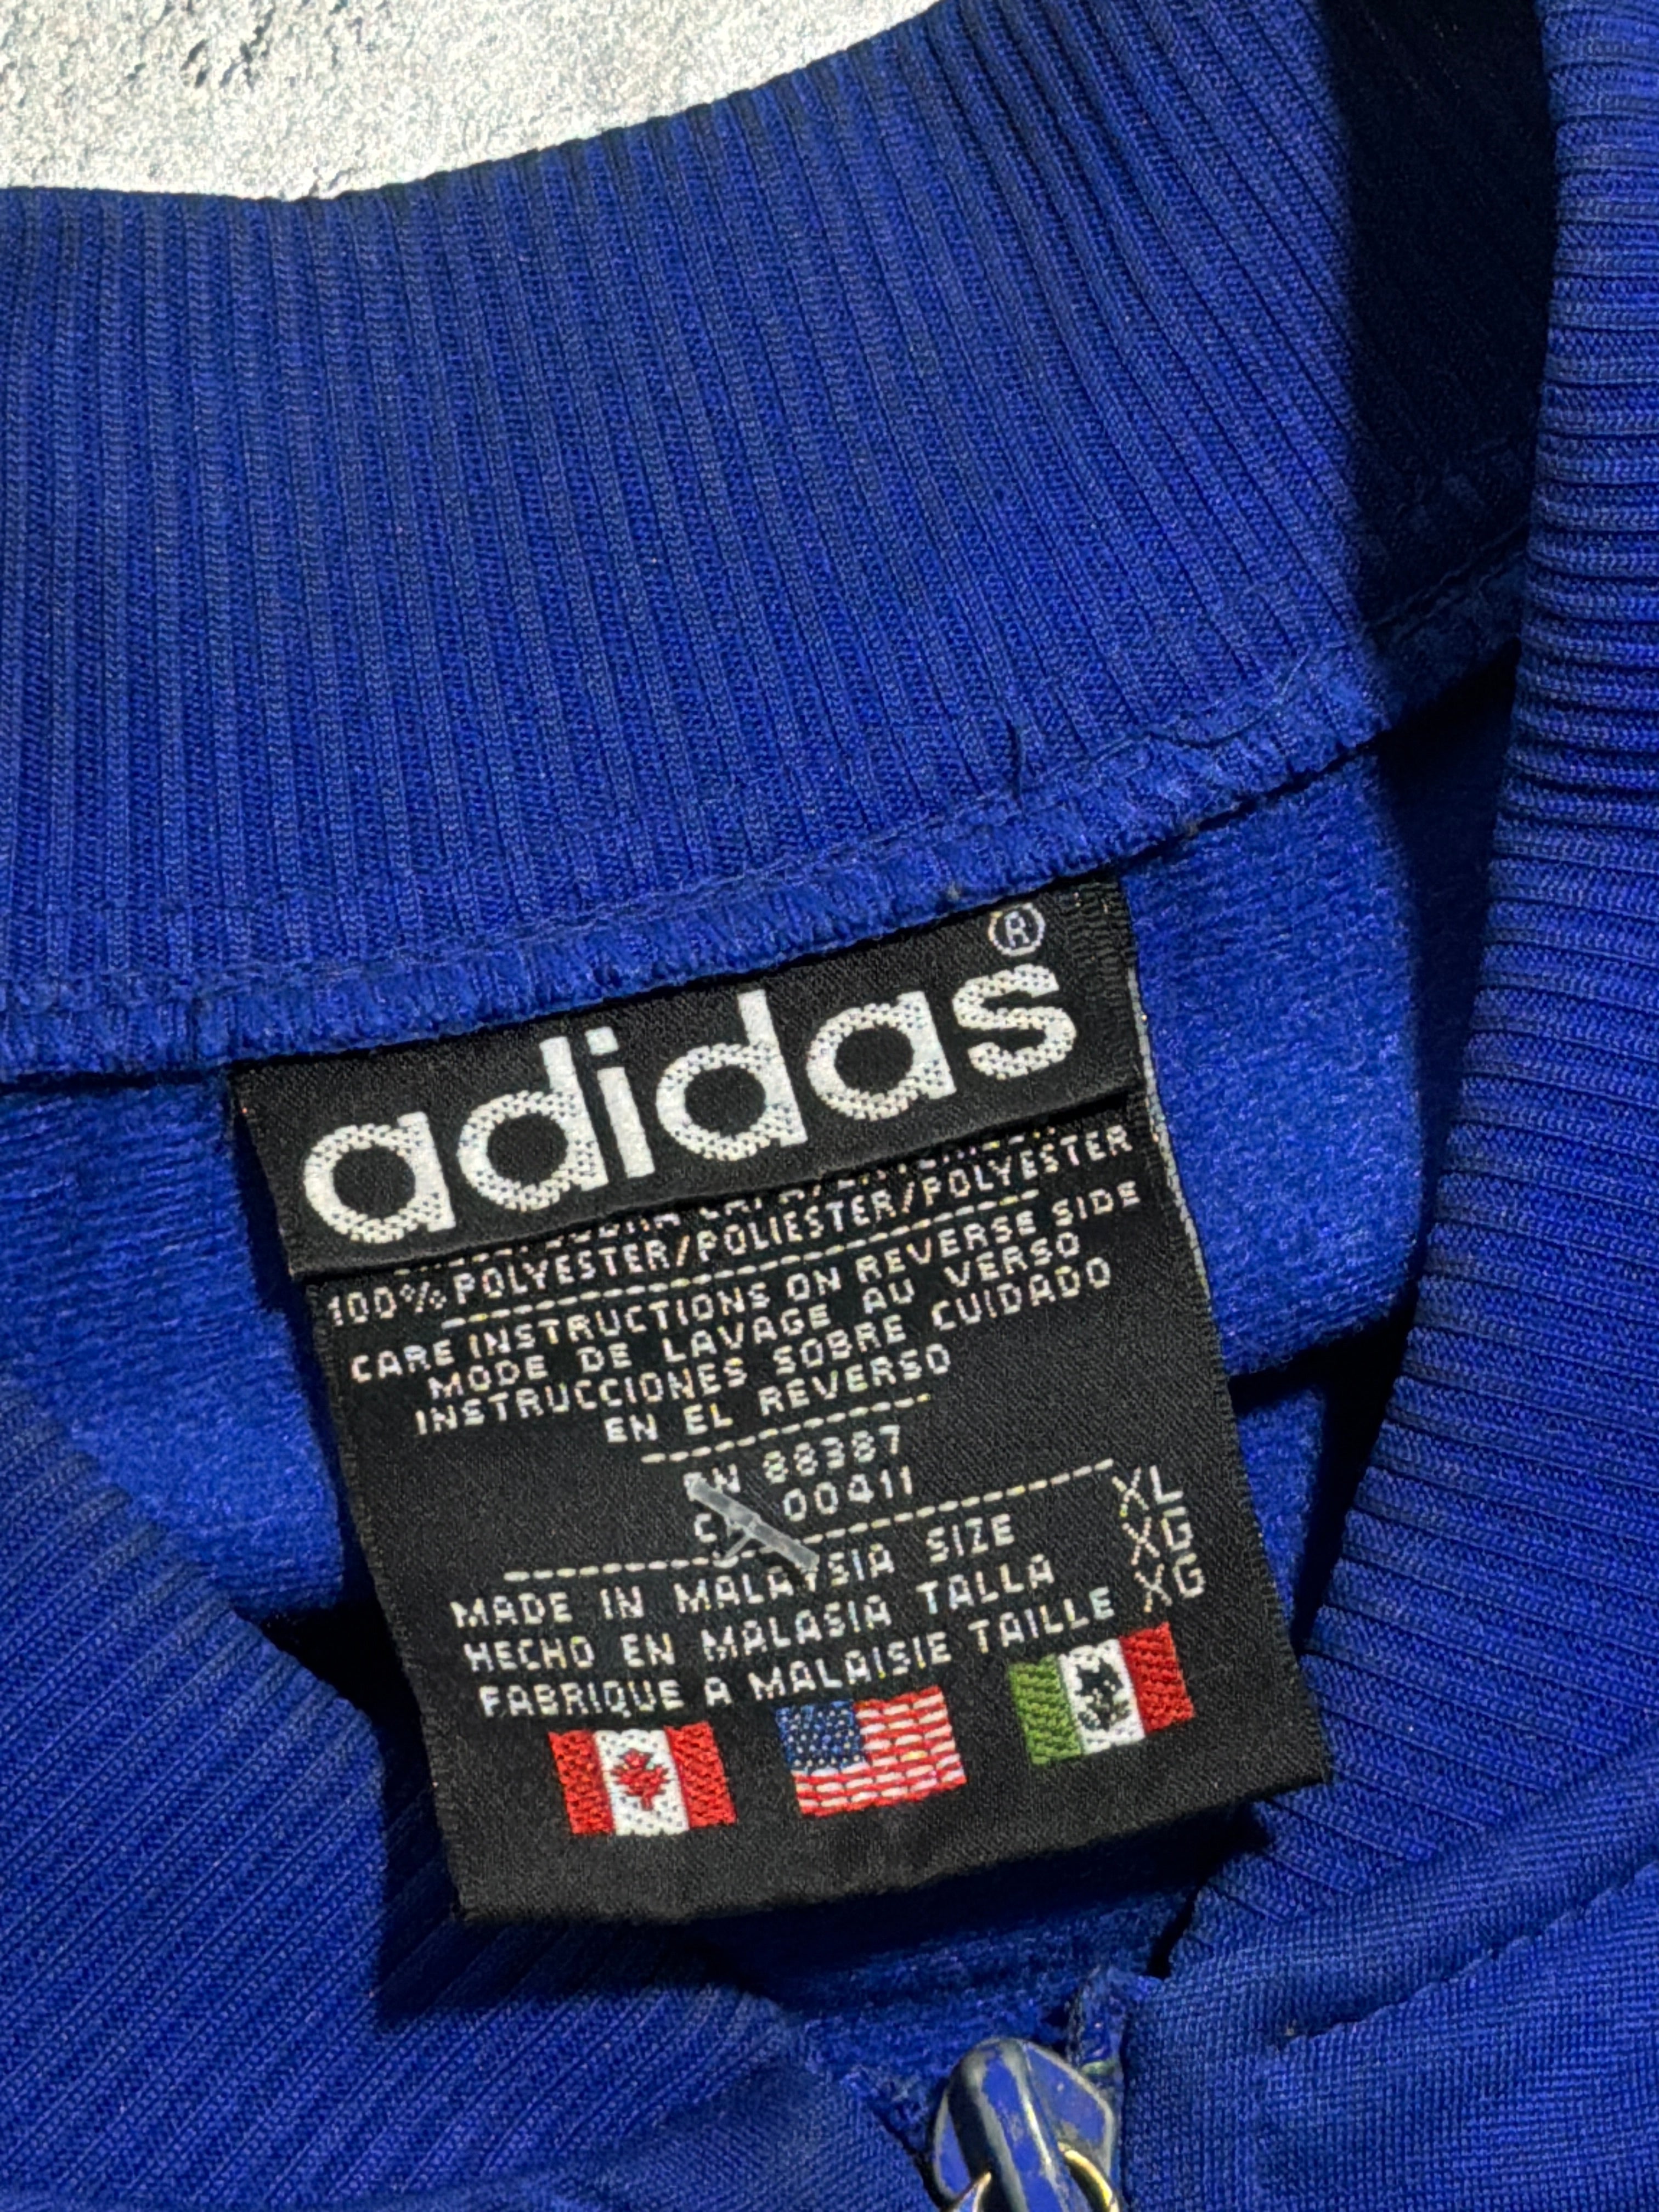 ®
adidas
100% POLYESTER/POLIESTER/POLYESTER
CARE INSTRUCTIONS ON REVERSE SIDE
MODE DE LAVAGE AU VERSO
INSTRUCCIONES SOBRE CUIDADO
EN EL REVERSO
RN 88387
00411
MADE IN MALAYSIA SIZE XL
HECHO EN MALASIA TALLA XG
FABRIQUE A MALAISIE TAILLE XG